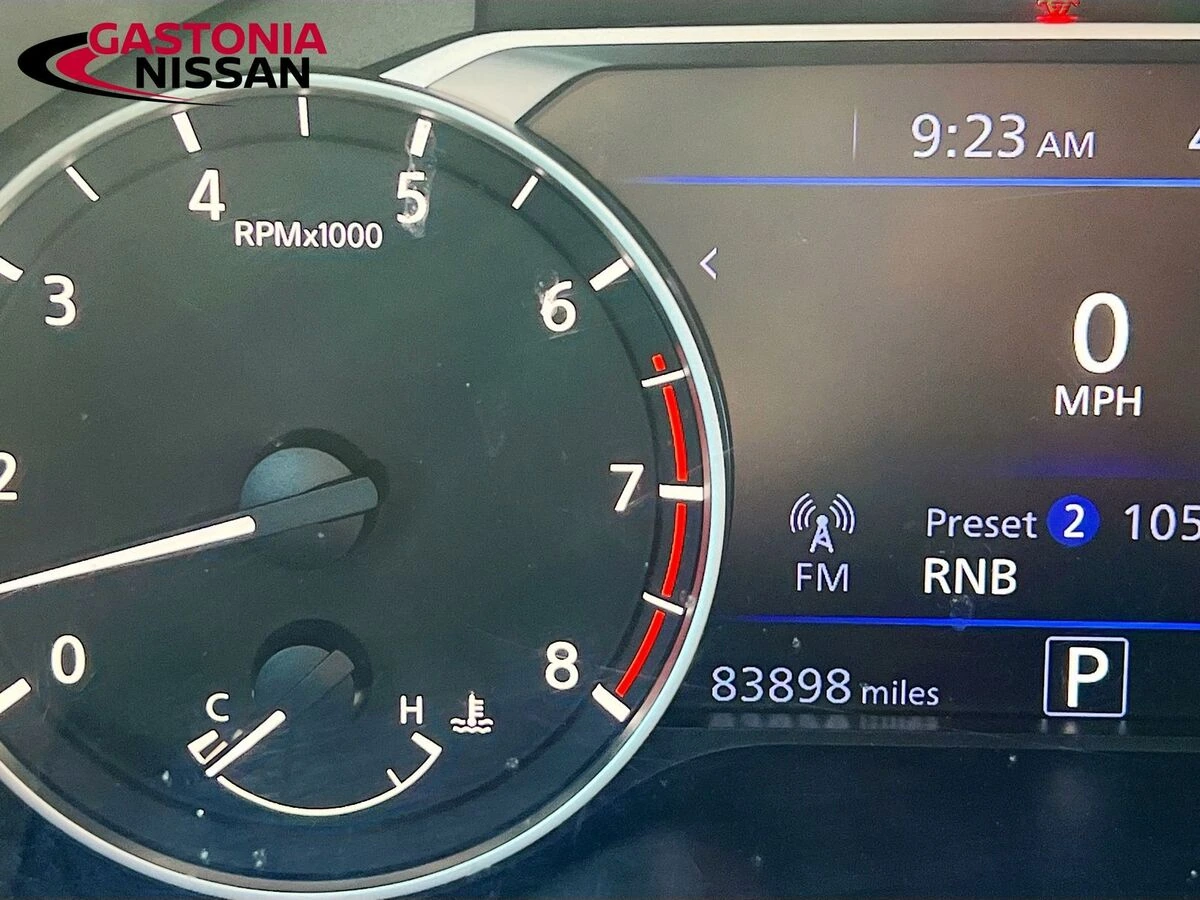 GASTONIA
NISSAN
9:23 AM
4
5
RPMx1000
3
6
0
MPH
2
7
Preset 2 105
FM
RNB
0
8
83898 miles
P
C
H